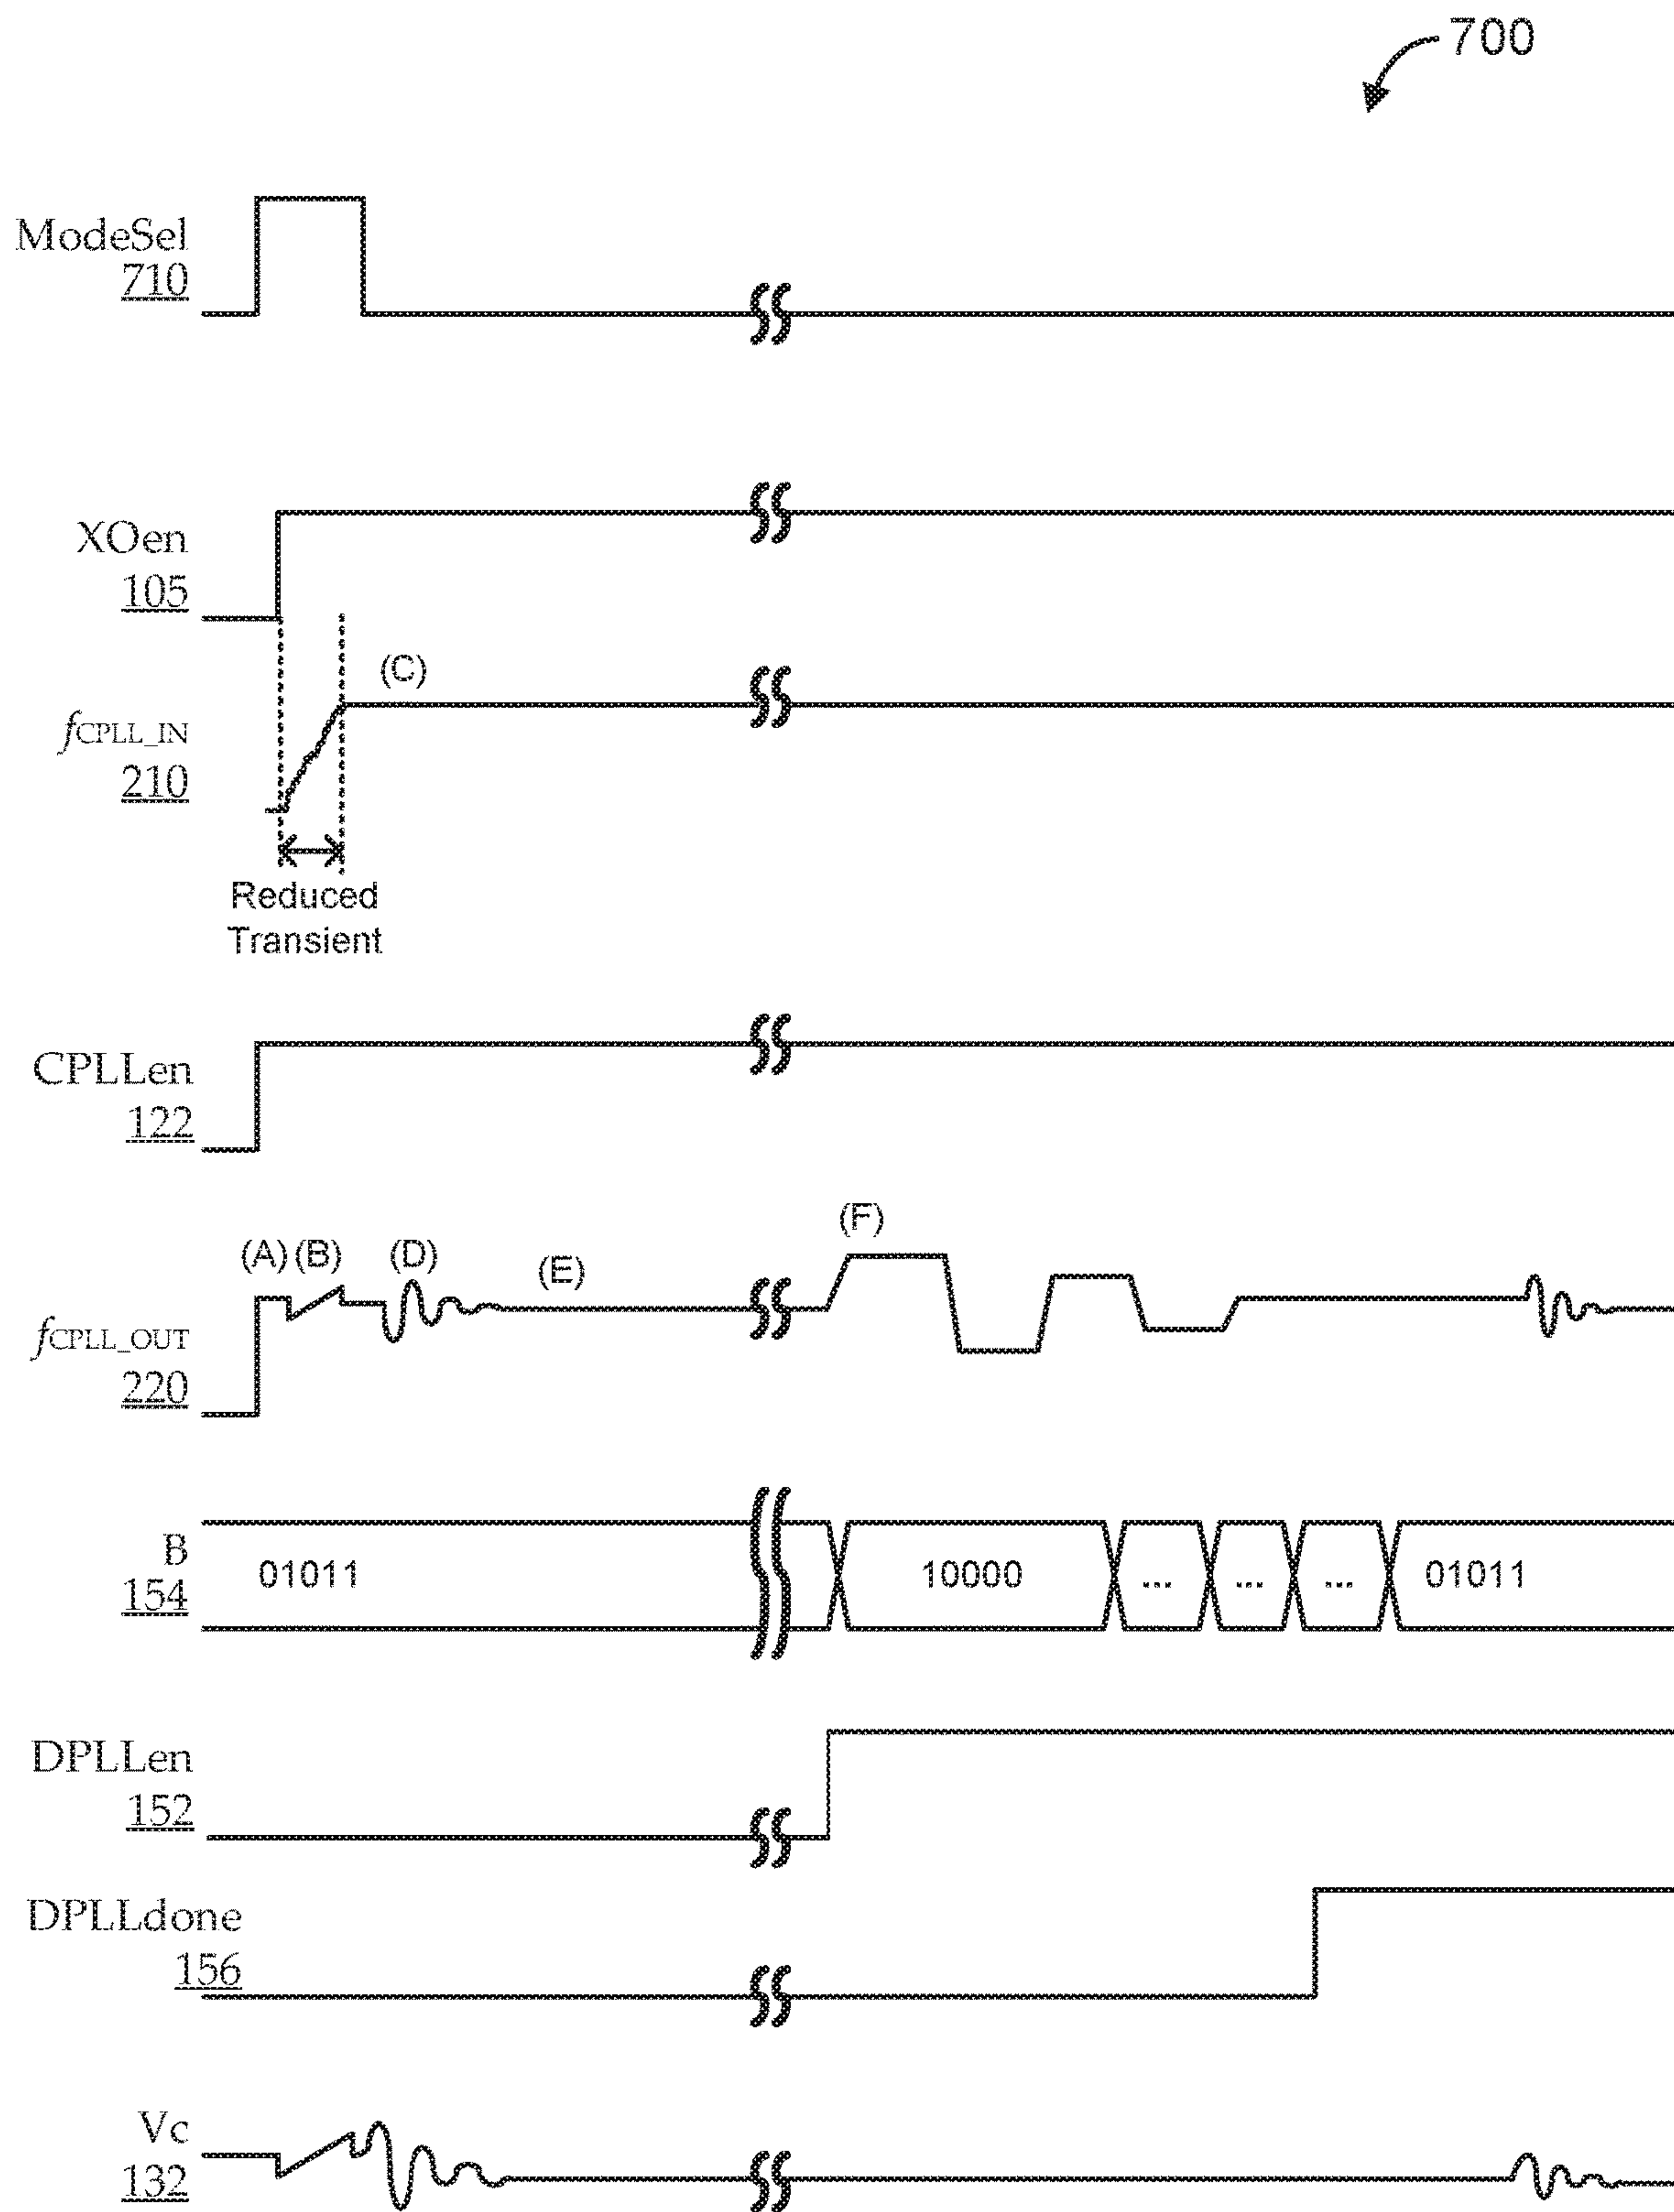 700
ModeSel
710
XOen
105
(C)
fCPLL_IN
210
Reduced
Transient
CPLLen
122
(A) (B) (D) (E) (F)
fCPLL_OUT
220
B
154
01011 10000 ... ... ... 01011
DPLLen
152
DPLLdone
156
Vc
132